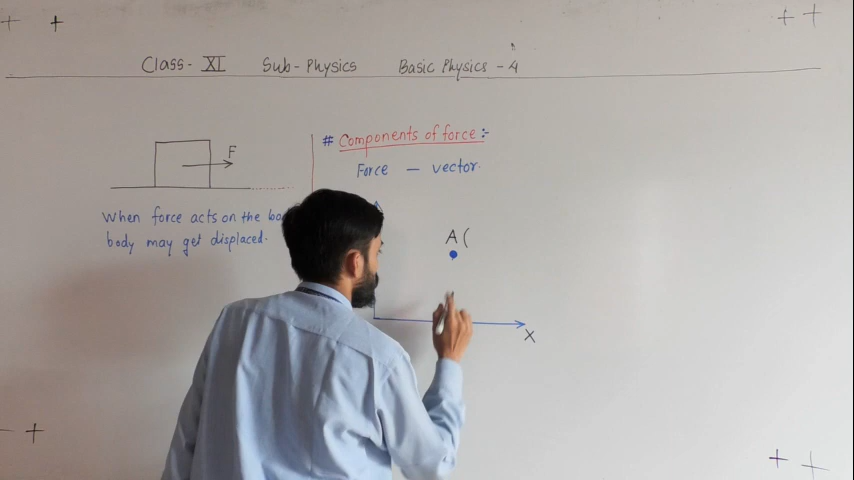 Class- XI Sub-Physics Basic Physics - 4
F
When force acts on the
body may get displaced.
# Components of force :-
Force — vector.
A (
X